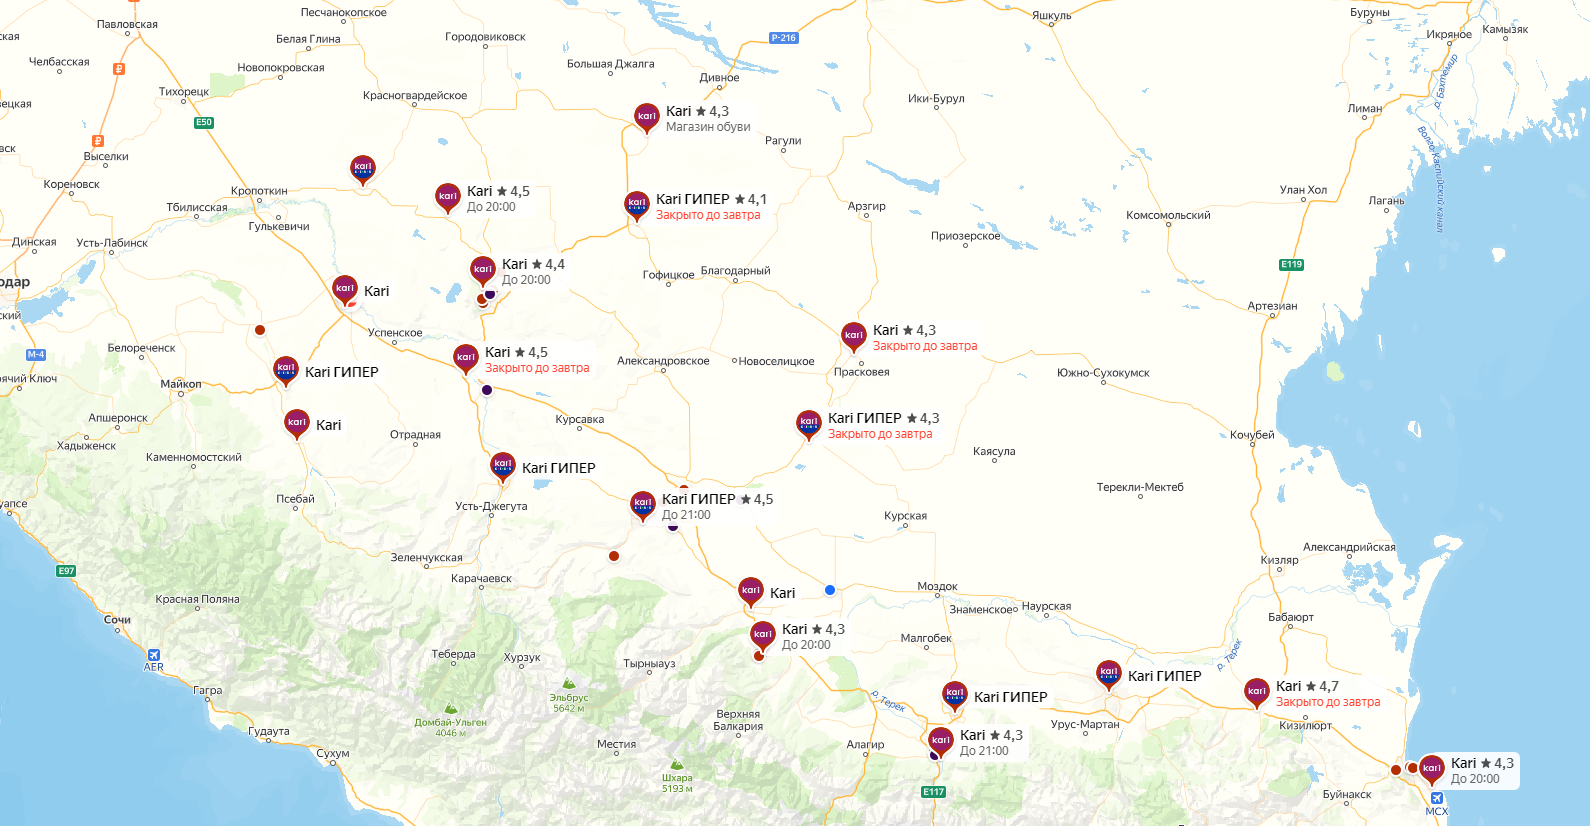 Песчанокопское
Яшкуль
Буруны
Павловская
Икряное
Камызяк
Белая Глина
Городовиковск
Р-216
Челбасская
Новопокровская
Большая Джалга
Дивное
р. Бахтемир
Тихорецк
Красногвардейское
Ики-Бурул
Лиман
Kari ★ 4,3
Магазин обуви
E50
Рагули
Волго-Каспийский канал
Выселки
kari
Кореновск
Кропоткин
Kari ★ 4,5
До 20:00
Kari ГИПЕР ★ 4,1
Закрыто до завтра
Улан Хол
Лагань
Тбилисская
Арзгир
Комсомольский
Гулькевичи
Динская
Усть-Лабинск
Приозерское
Kari ★ 4,4
До 20:00
Гофицкое
Благодарный
E119
одар
Kari
Артезиан
ский
Успенское
Kari ★ 4,3
Закрыто до завтра
М-4
Белореченск
Kari ★ 4,5
Закрыто до завтра
Александровское
Новоселицкое
Прасковея
Южно-Сухокумск
Kari ГИПЕР
рячий Ключ
Майкоп
Апшеронск
Kari
Курсавка
Kari ГИПЕР ★ 4,3
Закрыто до завтра
Хадыженск
Отрадная
Кочубей
Каменномостский
Kari ГИПЕР
Каясула
Терекли-Мектеб
Псебай
Усть-Джегута
Kari ГИПЕР ★ 4,5
До 21:00
уапсе
Курская
Зеленчукская
Александрийская
Кизляр
E97
Карачаевск
Kari
Моздок
Красная Поляна
Знаменское
Наурская
Сочи
Бабаюрт
Kari ★ 4,3
До 20:00
Малгобек
AER
Теберда
Хурзук
Тырныауз
р. Терек
Kari ГИПЕР
Гагра
Эльбрус
5642 м
р. Терек
Kari ГИПЕР
Kari ★ 4,7
Закрыто до завтра
Домбай-Ульген
4046 м
Верхняя
Балкария
Урус-Мартан
Кизилюрт
Гудаута
Местия
Алагир
Kari ★ 4,3
До 21:00
Сухум
Шхара
5193 м
Kari ★ 4,3
До 20:00
E117
Буйнакск
MCX